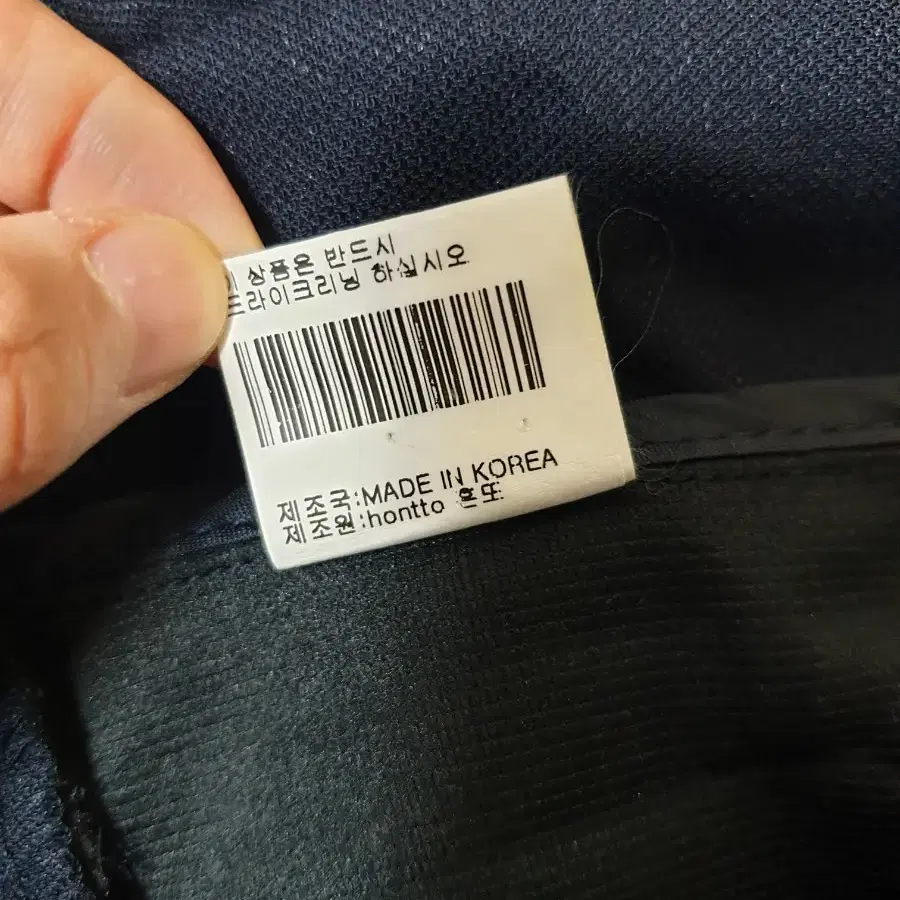 이 상품은 반드시
드라이크리닝 하십시오
제조국:MADE IN KOREA
제조원:hontto 혼또